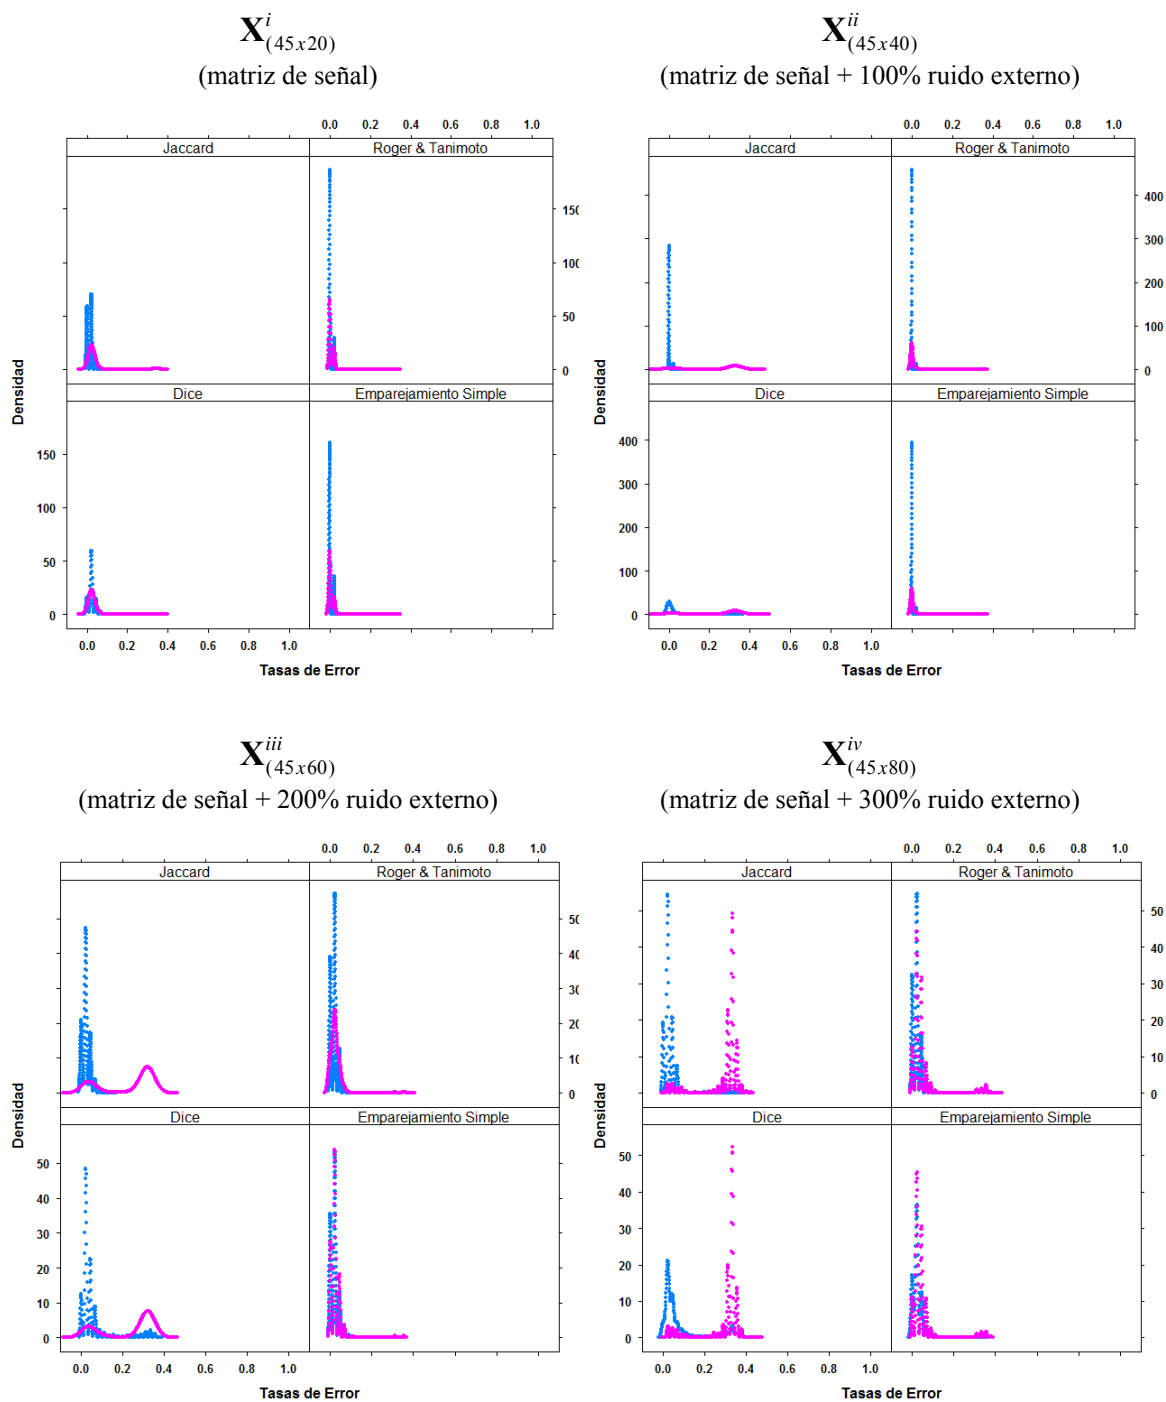 X^i_(45x20)
(matriz de señal)
0.0 0.2 0.4 0.6 0.8 1.0
Jaccard Roger & Tanimoto
150
100
50
0
Dice Emparejamiento Simple
150
100
50
0
Densidad
0.0 0.2 0.4 0.6 0.8 1.0
Tasas de Error
X^ii_(45x40)
(matriz de señal + 100% ruido externo)
0.0 0.2 0.4 0.6 0.8 1.0
Jaccard Roger & Tanimoto
400
300
200
100
0
Dice Emparejamiento Simple
400
300
200
100
0
Densidad
0.0 0.2 0.4 0.6 0.8 1.0
Tasas de Error
X^iii_(45x60)
(matriz de señal + 200% ruido externo)
0.0 0.2 0.4 0.6 0.8 1.0
Jaccard Roger & Tanimoto
50
40
30
20
10
0
Dice Emparejamiento Simple
50
40
30
20
10
0
Densidad
0.0 0.2 0.4 0.6 0.8 1.0
Tasas de Error
X^iv_(45x80)
(matriz de señal + 300% ruido externo)
0.0 0.2 0.4 0.6 0.8 1.0
Jaccard Roger & Tanimoto
50
40
30
20
10
0
Dice Emparejamiento Simple
50
40
30
20
10
0
Densidad
0.0 0.2 0.4 0.6 0.8 1.0
Tasas de Error